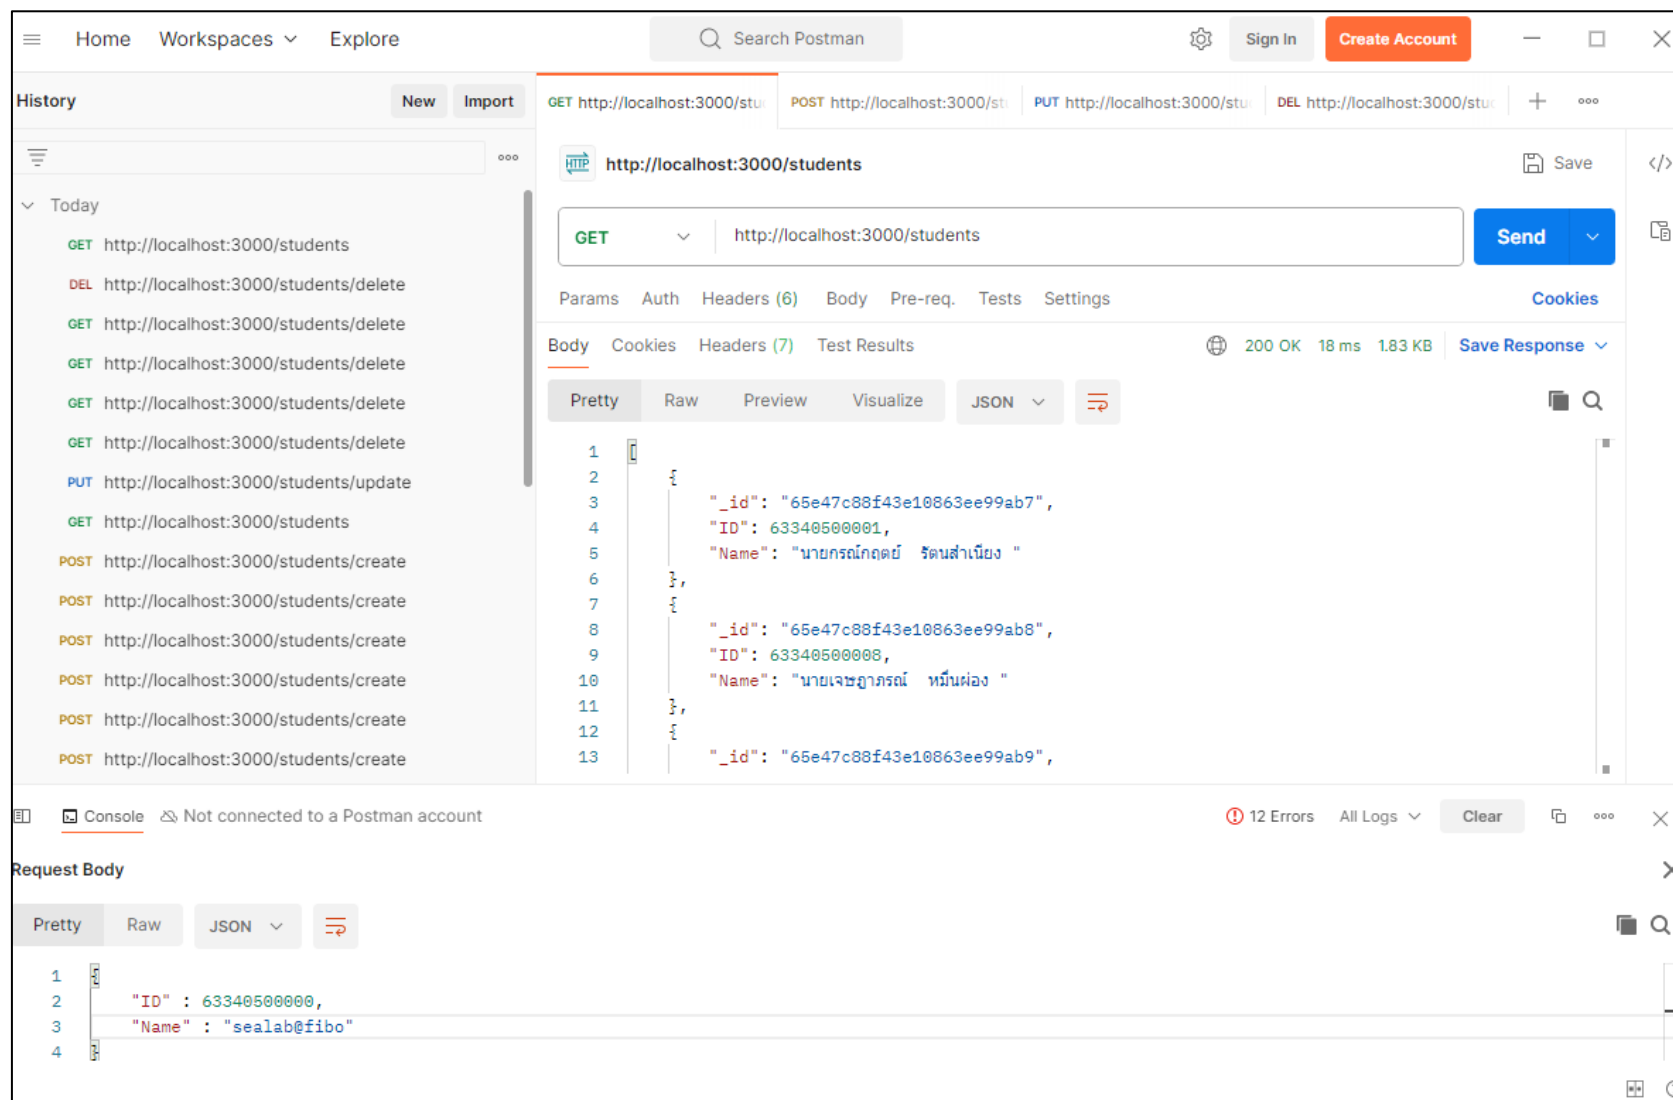 Home Workspaces Explore Search Postman Sign In Create Account
History New Import
GET http://localhost:3000/stu POST http://localhost:3000/st PUT http://localhost:3000/stu DEL http://localhost:3000/stu
http://localhost:3000/students Save
Today
GET http://localhost:3000/students
DEL http://localhost:3000/students/delete
GET http://localhost:3000/students/delete
GET http://localhost:3000/students/delete
GET http://localhost:3000/students/delete
GET http://localhost:3000/students/delete
PUT http://localhost:3000/students/update
GET http://localhost:3000/students
POST http://localhost:3000/students/create
POST http://localhost:3000/students/create
POST http://localhost:3000/students/create
POST http://localhost:3000/students/create
POST http://localhost:3000/students/create
POST http://localhost:3000/students/create
GET http://localhost:3000/students Send
Params Auth Headers (6) Body Pre-req. Tests Settings Cookies
Body Cookies Headers (7) Test Results 200 OK 18 ms 1.83 KB Save Response
Pretty Raw Preview Visualize JSON
1 [
2 {
3 "_id": "65e47c88f43e10863ee99ab7",
4 "ID": 63340500001,
5 "Name": "นายกรณ์กฤตย์  รัตนสำเนียง "
6 },
7 {
8 "_id": "65e47c88f43e10863ee99ab8",
9 "ID": 63340500008,
10 "Name": "นายเจษฎาภรณ์  หมื่นผ่อง "
11 },
12 {
13 "_id": "65e47c88f43e10863ee99ab9",
Console Not connected to a Postman account 12 Errors All Logs Clear
Request Body
Pretty Raw JSON
1 {
2 "ID" : 63340500000,
3 "Name" : "sealab@fibo"
4 }